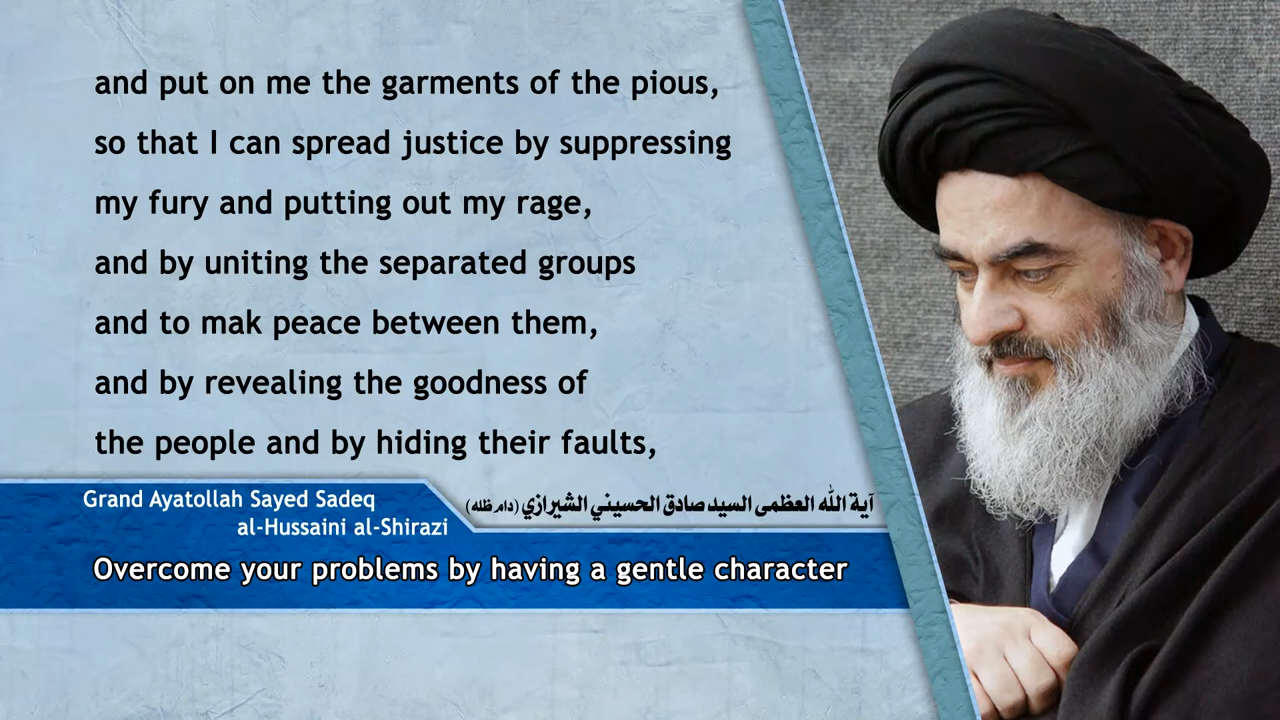 and put on me the garments of the pious,
so that I can spread justice by suppressing
my fury and putting out my rage,
and by uniting the separated groups
and to mak peace between them,
and by revealing the goodness of
the people and by hiding their faults,
Grand Ayatollah Sayed Sadeq
al-Hussaini al-Shirazi
آية الله العظمى السيد صادق الحسيني الشيرازي (دام ظله)
Overcome your problems by having a gentle character